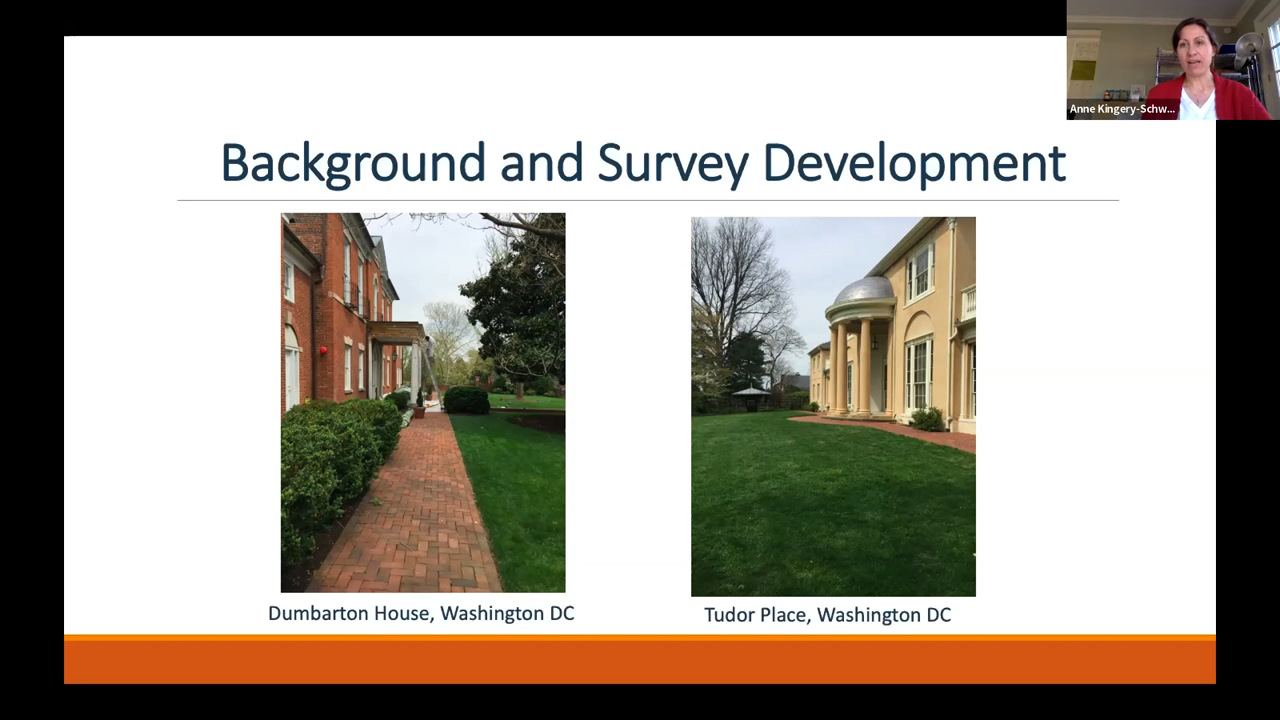 Anne Kingery-Schw...
Background and Survey Development
Dumbarton House, Washington DC
Tudor Place, Washington DC